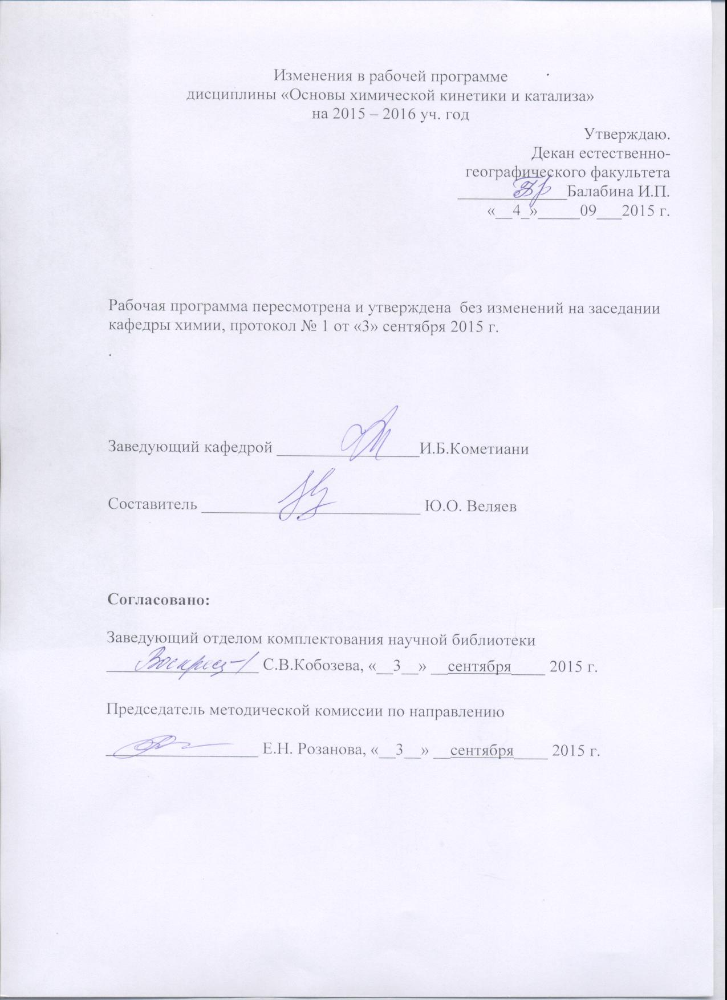 Изменения в рабочей программе
дисциплины «Основы химической кинетики и катализа»
на 2015 – 2016 уч. год
Утверждаю.
Декан естественно-
географического факультета
_____________Балабина И.П.
«__4_»_____09___2015 г.
Рабочая программа пересмотрена и утверждена без изменений на заседании
кафедры химии, протокол № 1 от «3» сентября 2015 г.
.
Заведующий кафедрой _________________И.Б.Кометиани
Составитель __________________________ Ю.О. Веляев
Согласовано:
Заведующий отделом комплектования научной библиотеки
__________________ С.В.Кобозева, «__3__» __сентября____ 2015 г.
Председатель методической комиссии по направлению
__________________ Е.Н. Розанова, «__3__» __сентября____ 2015 г.